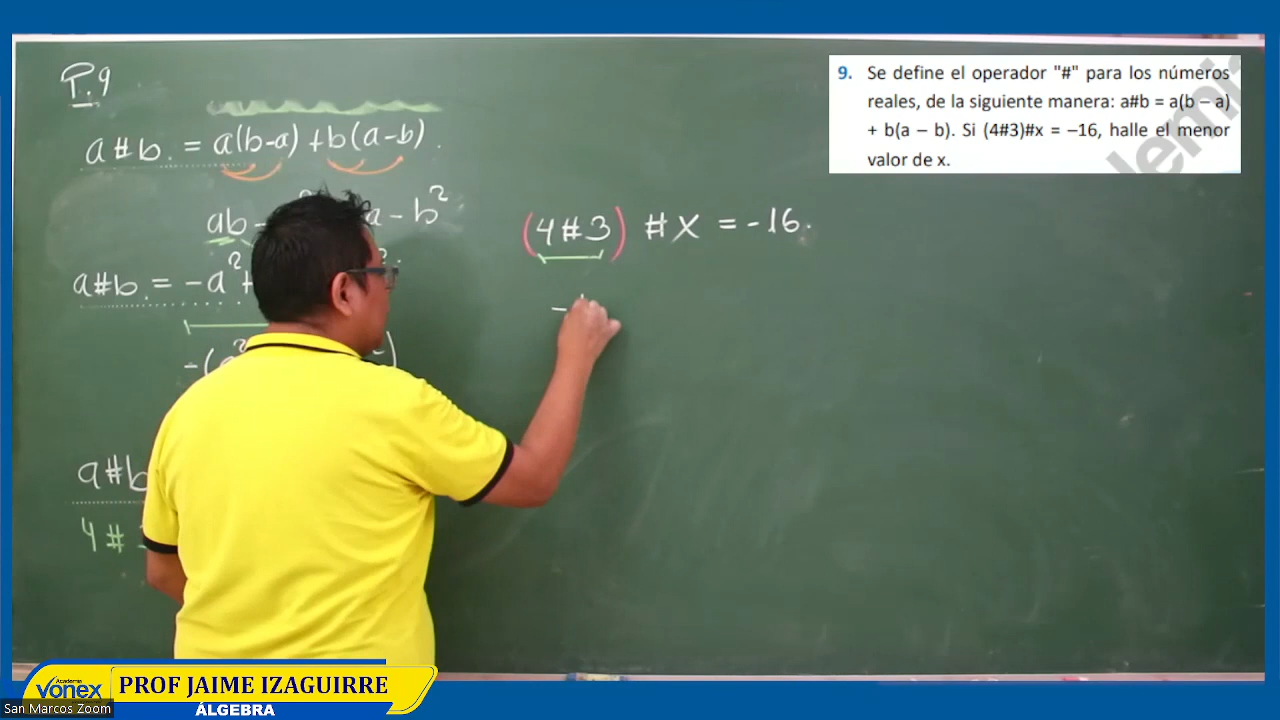 P.9
a#b. = a(b-a) + b(a-b).
ab - a - b²
a#b. = -a²+
-(a²
a#b
4#
(4#3) #x = -16.
-
9. Se define el operador "#" para los números
reales, de la siguiente manera: a#b = a(b – a)
+ b(a – b). Si (4#3)#x = –16, halle el menor
valor de x.
Academia
VONEX
PROF JAIME IZAGUIRRE
ÁLGEBRA
San Marcos Zoom